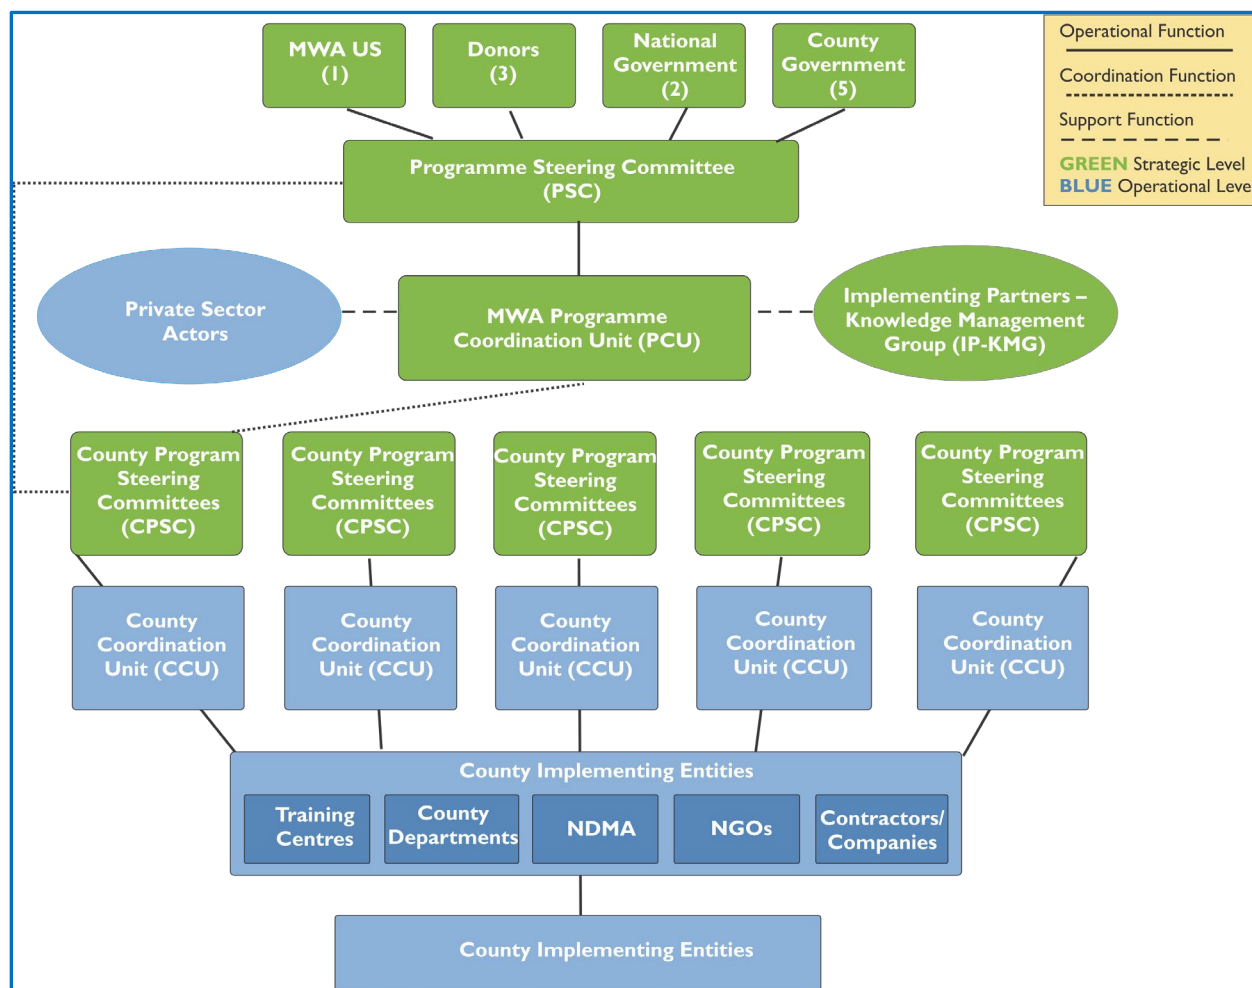 MWA US
(1)
Donors
(3)
National
Government
(2)
County
Government
(5)
Operational Function
Coordination Function
Support Function
GREEN Strategic Level
BLUE Operational Leve
Programme Steering Committee
(PSC)
Private Sector
Actors
MWA Programme
Coordination Unit (PCU)
Implementing Partners –
Knowledge Management
Group (IP-KMG)
County Program
Steering
Committees
(CPSC)
County Program
Steering
Committees
(CPSC)
County Program
Steering
Committees
(CPSC)
County Program
Steering
Committees
(CPSC)
County Program
Steering
Committees
(CPSC)
County
Coordination
Unit (CCU)
County
Coordination
Unit (CCU)
County
Coordination
Unit (CCU)
County
Coordination
Unit (CCU)
County
Coordination
Unit (CCU)
County Implementing Entities
Training
Centres
County
Departments
NDMA
NGOs
Contractors/
Companies
County Implementing Entities